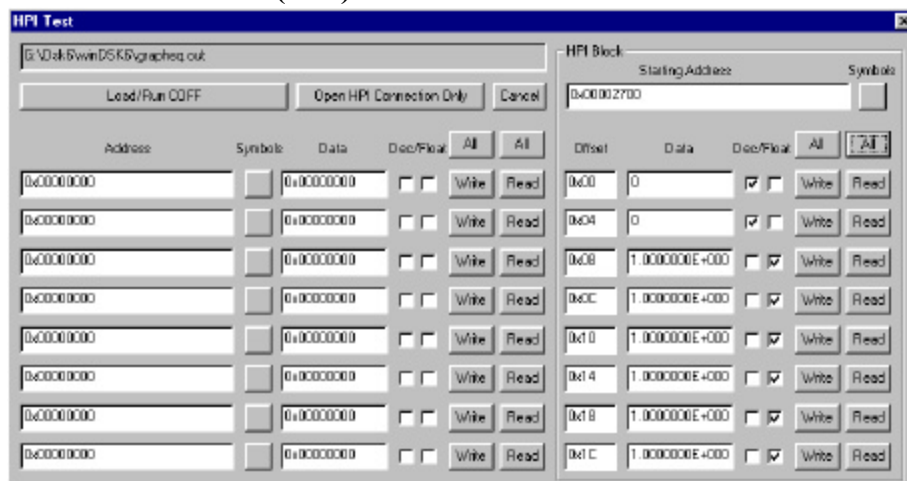 HPI Test
G:\Dsk6\winDSK6\grapheq.out
Load/Run COFF Open HPI Connection Only Cancel
HPI Block
Starting Address Symbols
0x00002700
Address Symbols Data Dec/Float All All
Offset Data Dec/Float All All
0x00000000 0x00000000 Write Read 0x00 0 Write Read
0x00000000 0x00000000 Write Read 0x04 0 Write Read
0x00000000 0x00000000 Write Read 0x08 1.0000000E+000 Write Read
0x00000000 0x00000000 Write Read 0x0C 1.0000000E+000 Write Read
0x00000000 0x00000000 Write Read 0x10 1.0000000E+000 Write Read
0x00000000 0x00000000 Write Read 0x14 1.0000000E+000 Write Read
0x00000000 0x00000000 Write Read 0x18 1.0000000E+000 Write Read
0x00000000 0x00000000 Write Read 0x1C 1.0000000E+000 Write Read